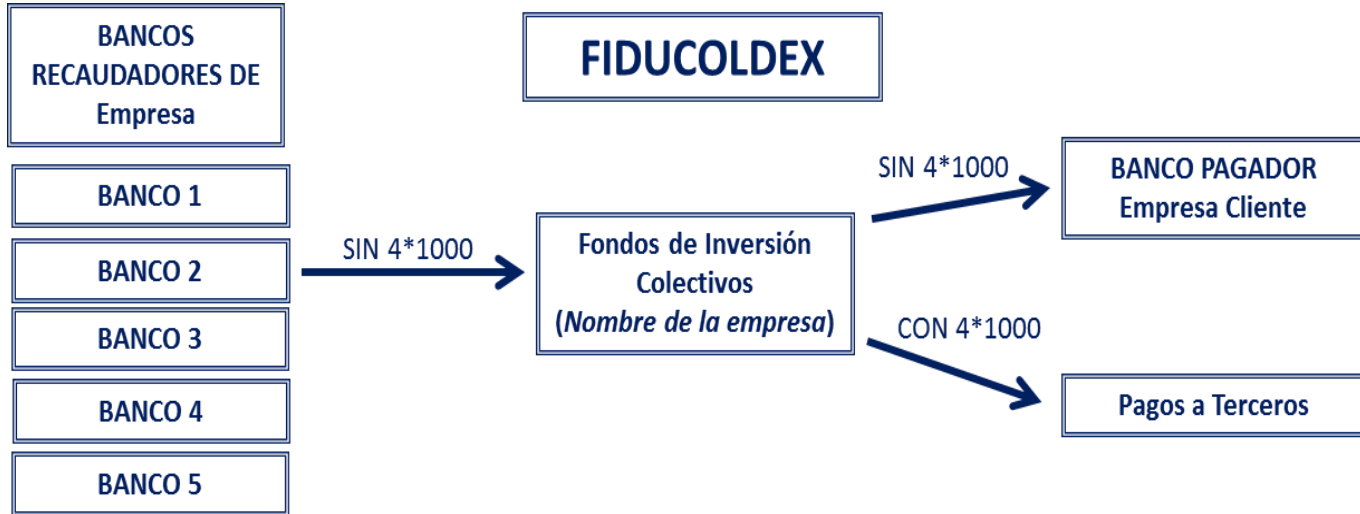 BANCOS
RECAUDADORES DE
Empresa
BANCO 1
BANCO 2
BANCO 3
BANCO 4
BANCO 5
SIN 4*1000
FIDUCOLDEX
Fondos de Inversión
Colectivos
(Nombre de la empresa)
SIN 4*1000
CON 4*1000
BANCO PAGADOR
Empresa Cliente
Pagos a Terceros